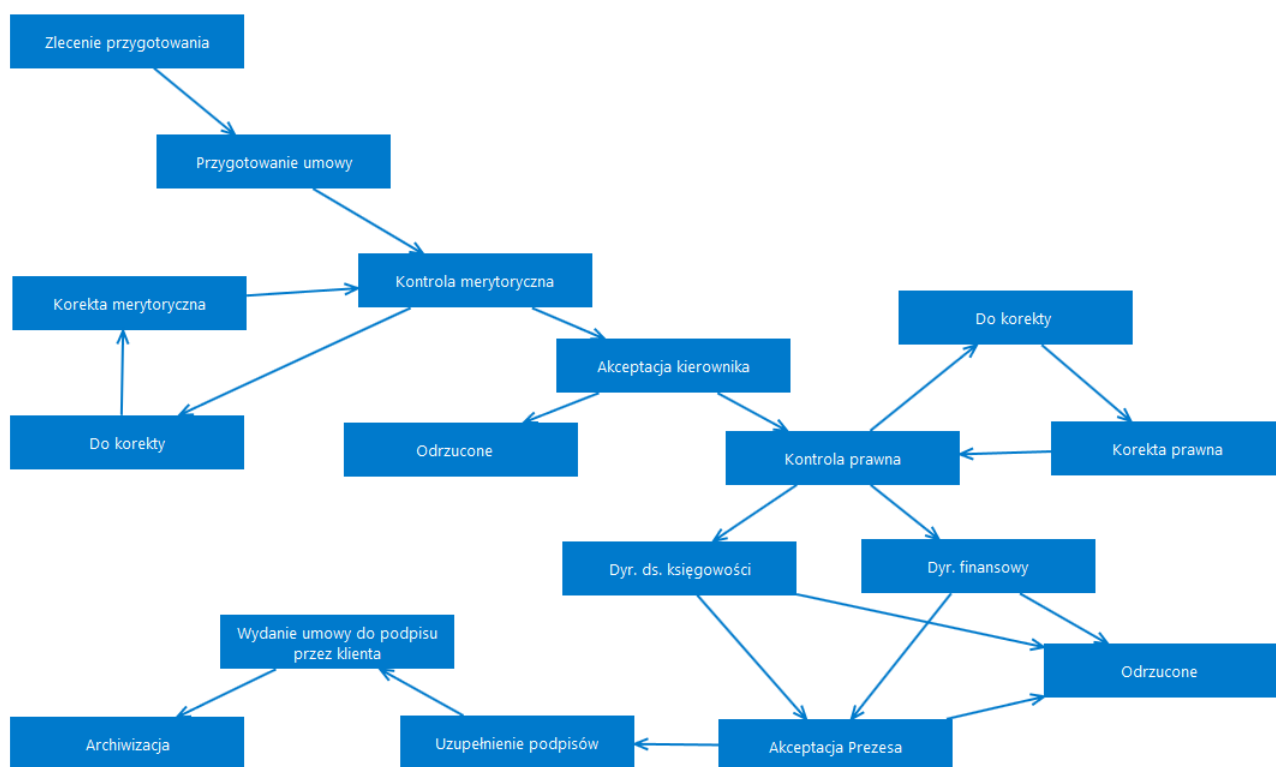 Zlecenie przygotowania
Przygotowanie umowy
Kontrola merytoryczna
Korekta merytoryczna
Do korekty
Akceptacja kierownika
Do korekty
Odrzucone
Kontrola prawna
Korekta prawna
Dyr. ds. księgowości
Dyr. finansowy
Wydanie umowy do podpisu
przez klienta
Odrzucone
Archiwizacja
Uzupełnienie podpisów
Akceptacja Prezesa